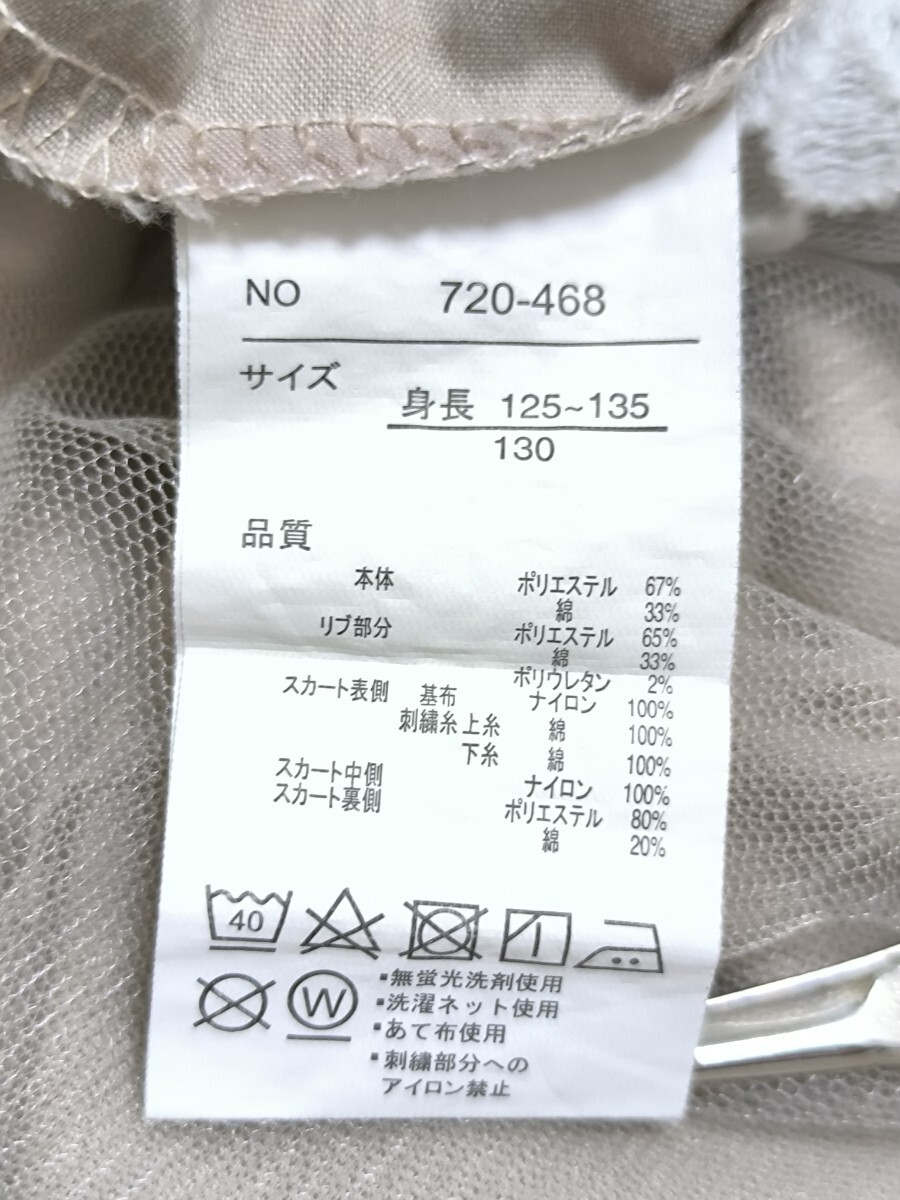 NO 720-468
サイズ
身長 125~135
130
品質
本体 ポリエステル 67%
綿 33%
リブ部分 ポリエステル 65%
綿 33%
ポリウレタン 2%
スカート表側 基布 ナイロン 100%
刺繍糸 上糸 綿 100%
下糸 綿 100%
スカート中側 ナイロン 100%
スカート裏側 ポリエステル 80%
綿 20%
40
W
▪無蛍光洗剤使用
▪洗濯ネット使用
▪あて布使用
▪刺繍部分への
アイロン禁止